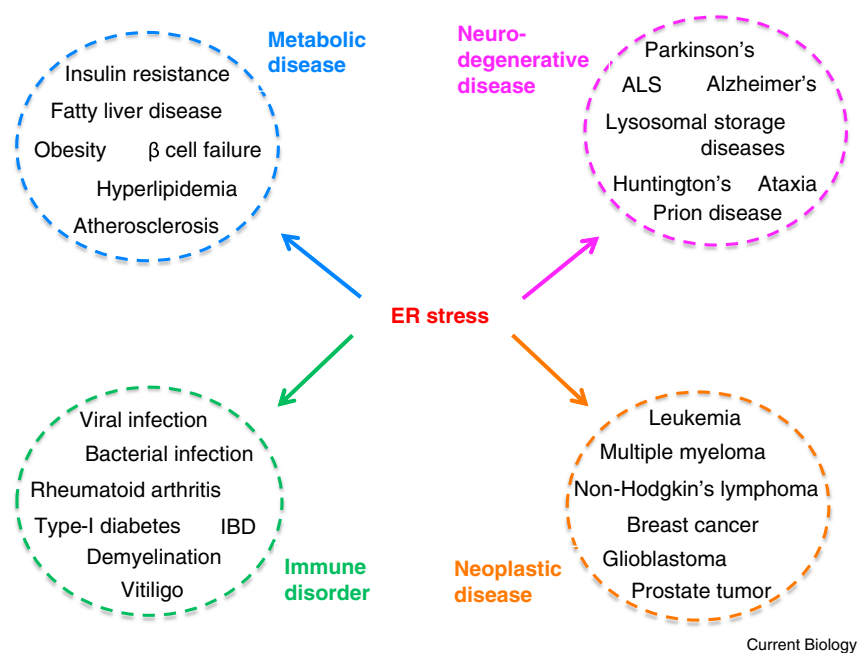 Metabolic
disease
Insulin resistance
Fatty liver disease
Obesity β cell failure
Hyperlipidemia
Atherosclerosis
Neuro-
degenerative
disease
Parkinson's
ALS Alzheimer's
Lysosomal storage
diseases
Huntington's Ataxia
Prion disease
ER stress
Viral infection
Bacterial infection
Rheumatoid arthritis
Type-I diabetes IBD
Demyelination
Vitiligo
Immune
disorder
Neoplastic
disease
Leukemia
Multiple myeloma
Non-Hodgkin's lymphoma
Breast cancer
Glioblastoma
Prostate tumor
Current Biology